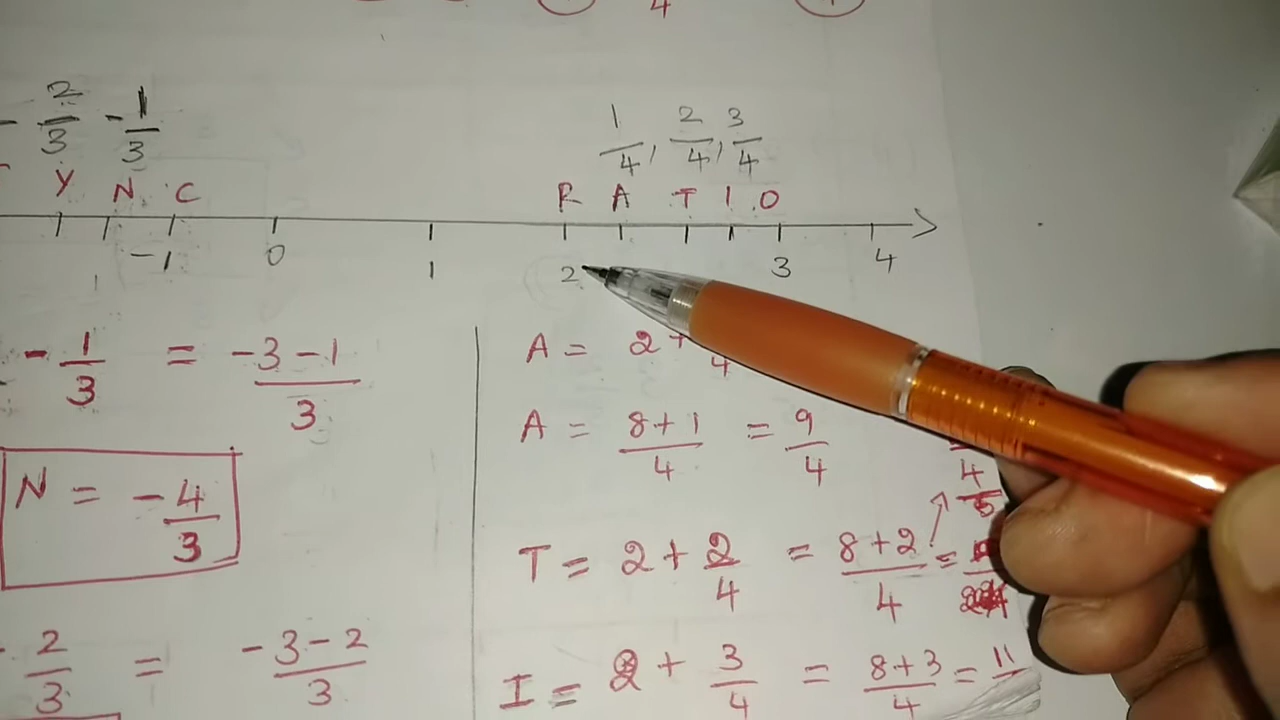 4
- 2/3 - 1/3
1/4, 2/4, 3/4
Y N C R A T I O
-1 0 1 2 3 4
- 1/3 = -3-1/3
A = 2 + /4
A = 8+1/4 = 9/4
N = -4/3
T = 2 + 2/4 = 8+2/4 =
- 2/3 = -3-2/3
I = 2 + 3/4 = 8+3/4 = 11